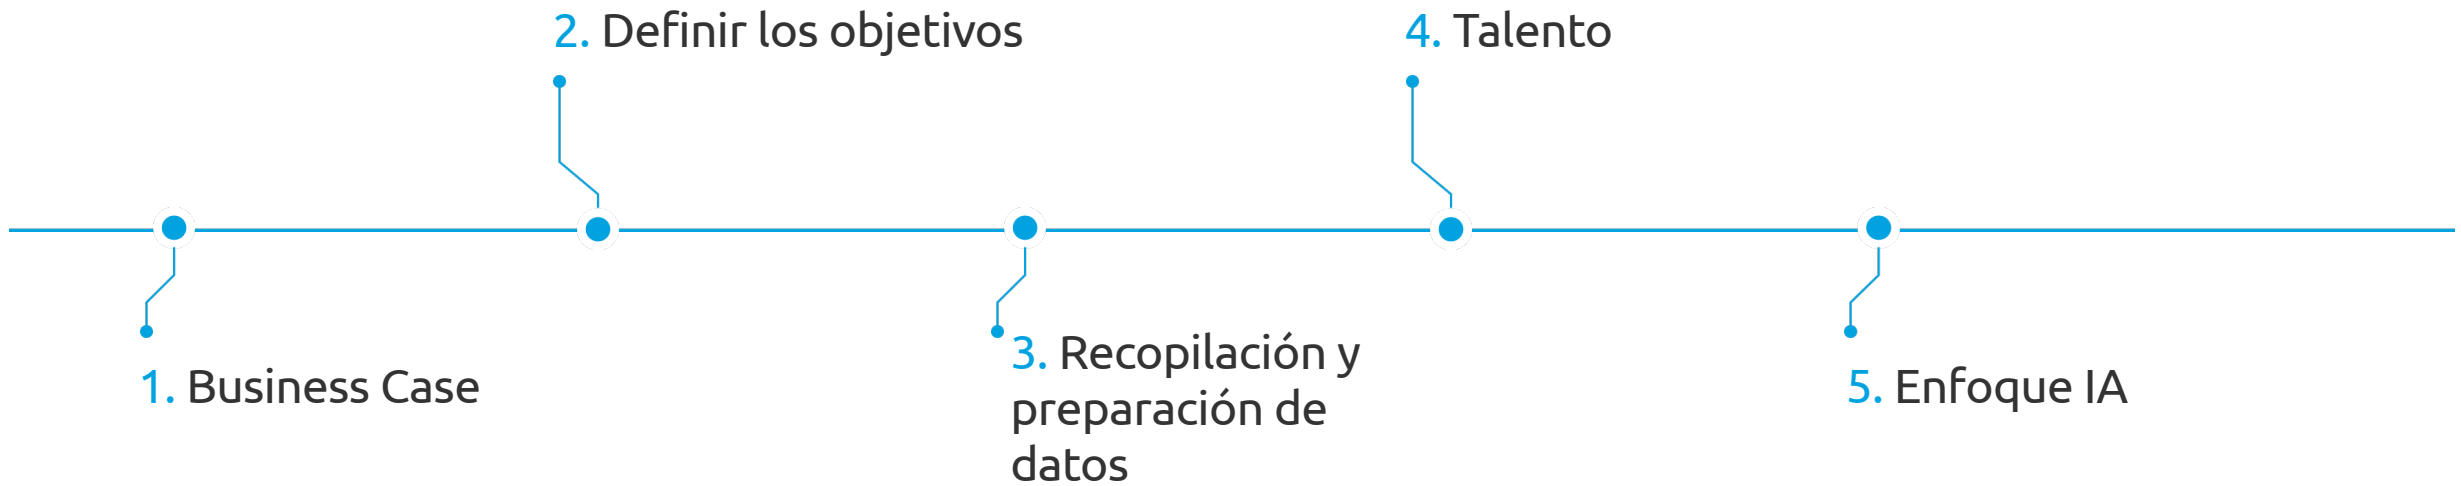 1. Business Case
2. Definir los objetivos
3. Recopilación y
preparación de
datos
4. Talento
5. Enfoque IA